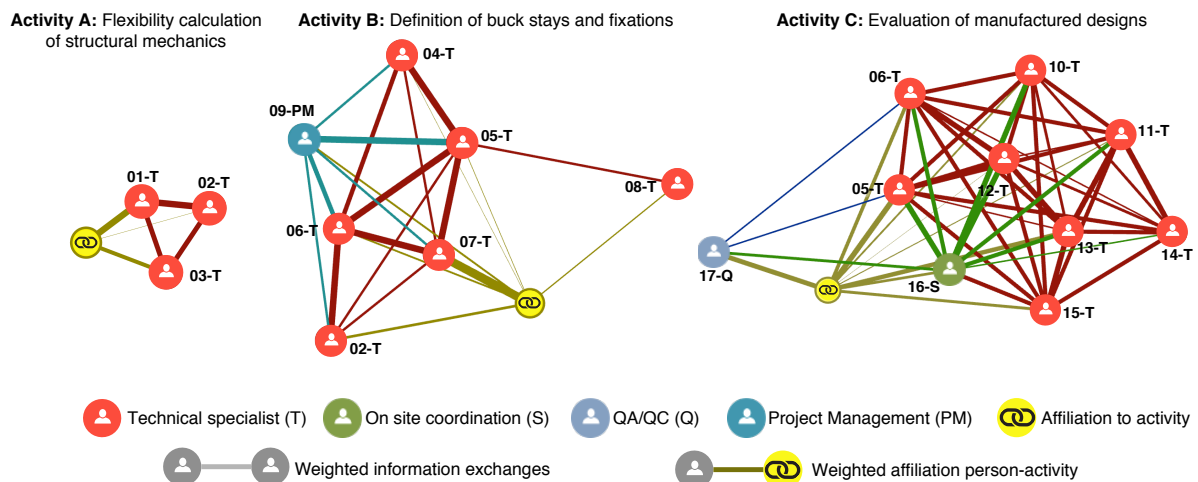 Activity A: Flexibility calculation
of structural mechanics
Activity B: Definition of buck stays and fixations
Activity C: Evaluation of manufactured designs
01-T
02-T
03-T
04-T
09-PM
05-T
08-T
06-T
07-T
02-T
10-T
06-T
11-T
05-T
12-T
13-T
14-T
17-Q
16-S
15-T
Technical specialist (T)
On site coordination (S)
QA/QC (Q)
Project Management (PM)
Affiliation to activity
Weighted information exchanges
Weighted affiliation person-activity